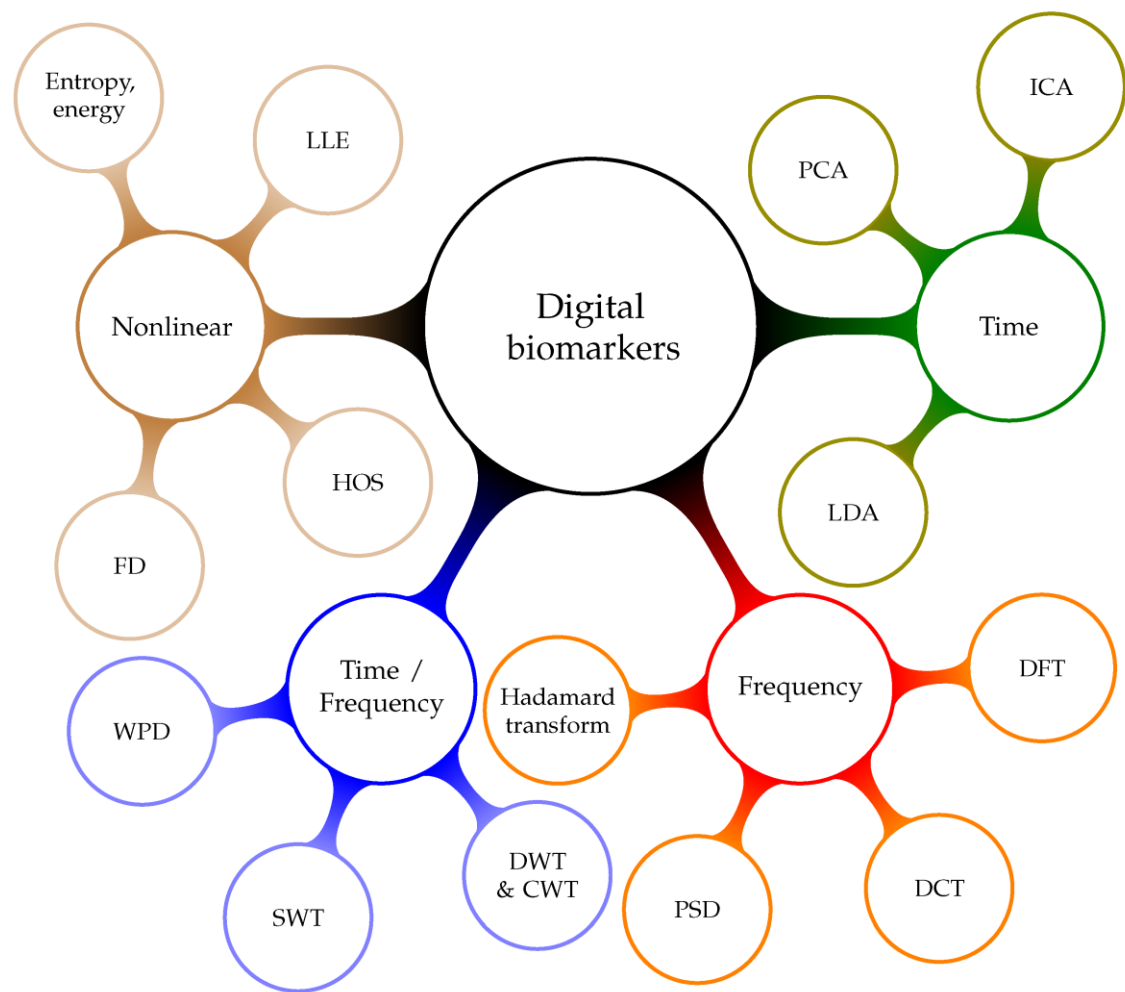 Entropy,
energy
LLE
Nonlinear
HOS
FD
Digital
biomarkers
ICA
PCA
Time
LDA
Time /
Frequency
WPD
SWT
DWT
& CWT
Frequency
Hadamard
transform
DFT
PSD
DCT